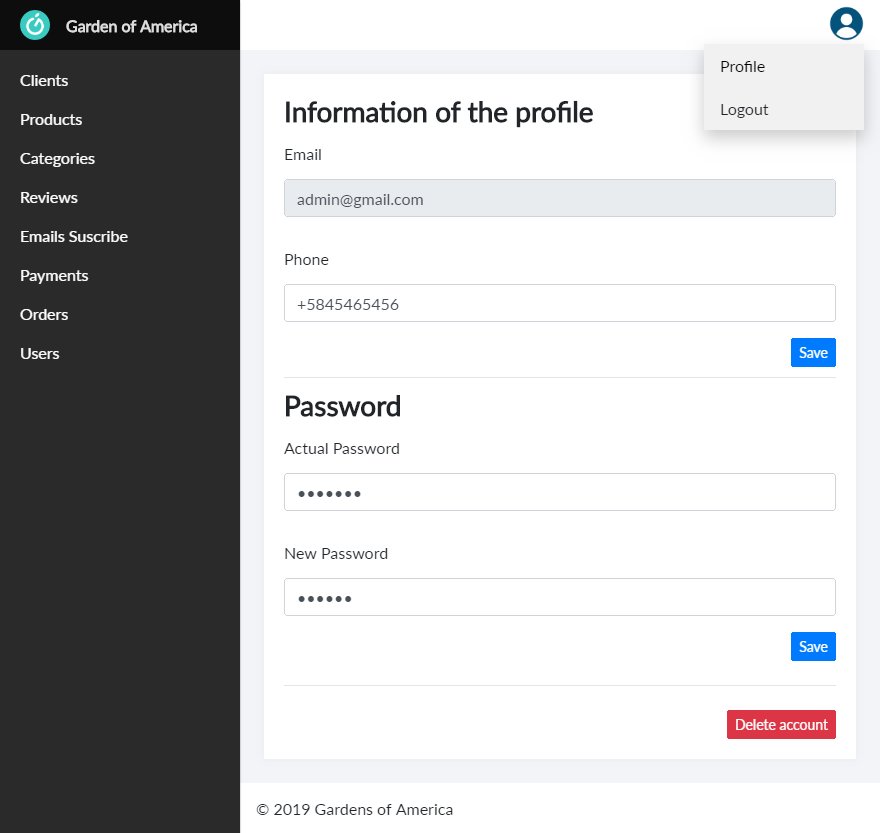 Garden of America
Clients
Products
Categories
Reviews
Emails Suscribe
Payments
Orders
Users
Profile
Logout
Information of the profile
Email
admin@gmail.com
Phone
+5845465456
Save
Password
Actual Password
•••••••
New Password
••••••
Save
Delete account
© 2019 Gardens of America